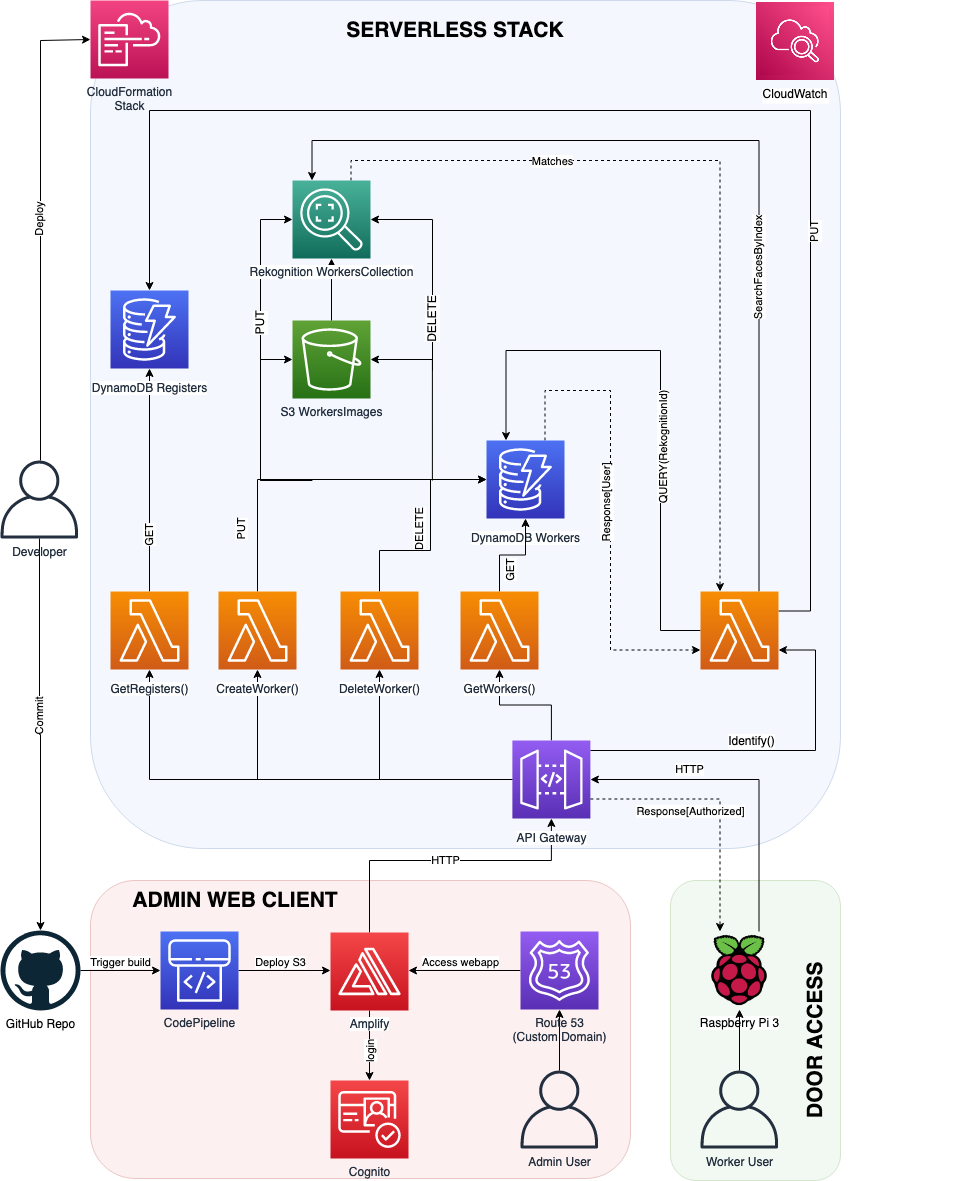 SERVERLESS STACK
CloudFormation
Stack
CloudWatch
Matches
Deploy
SearchFacesByIndex
PUT
Rekognition WorkersCollection
PUT
DELETE
DynamoDB Registers
S3 WorkersImages
QUERY(RekognitionId)
Response[User]
Developer
GET
PUT
DELETE
DynamoDB Workers
GET
GetRegisters()
CreateWorker()
DeleteWorker()
GetWorkers()
Commit
Identify()
HTTP
Response[Authorized]
API Gateway
HTTP
ADMIN WEB CLIENT
Trigger build
Deploy S3
Access webapp
53
GitHub Repo
CodePipeline
Amplify
Route 53
(Custom Domain)
Raspberry Pi 3
login
DOOR ACCESS
Cognito
Admin User
Worker User